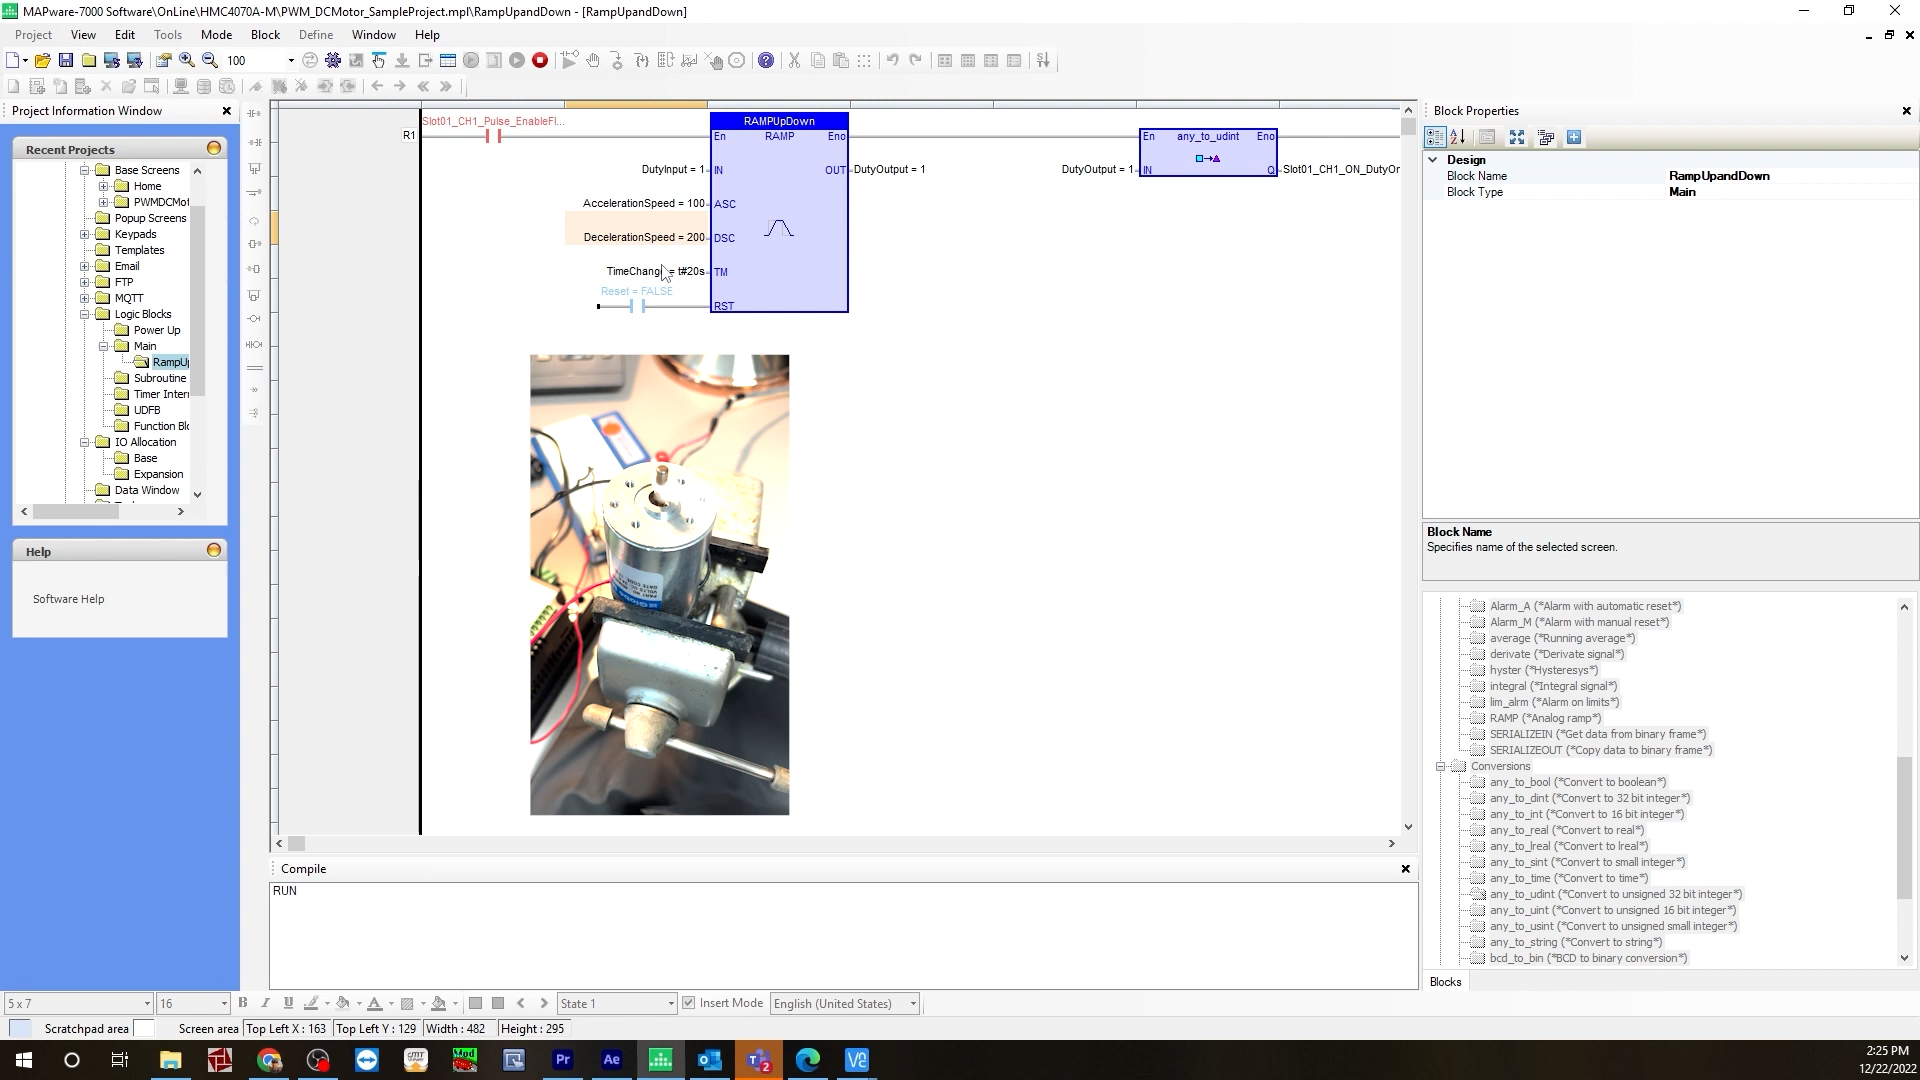 MAPware-7000 Software\OnLine\HMC4070A-M\PWM_DCMotor_SampleProject.mpl\RampUpandDown - [RampUpandDown]
Project View Edit Tools Mode Block Define Window Help
100
Project Information Window
Recent Projects
Base Screens
Home
PWMDCMot
Popup Screens
Keypads
Templates
Email
FTP
MQTT
Logic Blocks
Power Up
Main
RampU
Subroutine
Timer Inter
UDFB
Function Blo
IO Allocation
Base
Expansion
Data Window
Help
Software Help
R1
Slot01_CH1_Pulse_EnableFl...
RAMPUpDown
En RAMP Eno
DutyInput = 1 IN OUT DutyOutput = 1
AccelerationSpeed = 100 ASC
DecelerationSpeed = 200 DSC
TimeChang = t#20s TM
Reset = FALSE
RST
En any_to_udint Eno
DutyOutput = 1 IN Q Slot01_CH1_ON_DutyOn
Compile
RUN
Block Properties
Design
Block Name RampUpandDown
Block Type Main
Block Name
Specifies name of the selected screen.
Alarm_A (*Alarm with automatic reset*)
Alarm_M (*Alarm with manual reset*)
average (*Running average*)
derivate (*Derivate signal*)
hyster (*Hysteresys*)
integral (*Integral signal*)
lim_alrm (*Alarm on limits*)
RAMP (*Analog ramp*)
SERIALIZEIN (*Get data from binary frame*)
SERIALIZEOUT (*Copy data to binary frame*)
Conversions
any_to_bool (*Convert to boolean*)
any_to_dint (*Convert to 32 bit integer*)
any_to_int (*Convert to 16 bit integer*)
any_to_real (*Convert to real*)
any_to_lreal (*Convert to lreal*)
any_to_sint (*Convert to small integer*)
any_to_time (*Convert to time*)
any_to_udint (*Convert to unsigned 32 bit integer*)
any_to_uint (*Convert to unsigned 16 bit integer*)
any_to_usint (*Convert to unsigned small integer*)
any_to_string (*Convert to string*)
bcd_to_bin (*BCD to binary conversion*)
Blocks
5 x 7 16 B I U A State 1 Insert Mode English (United States)
Scratchpad area Screen area Top Left X : 163 Top Left Y : 129 Width : 482 Height : 295
Pr Ae 2
2:25 PM
12/22/2022